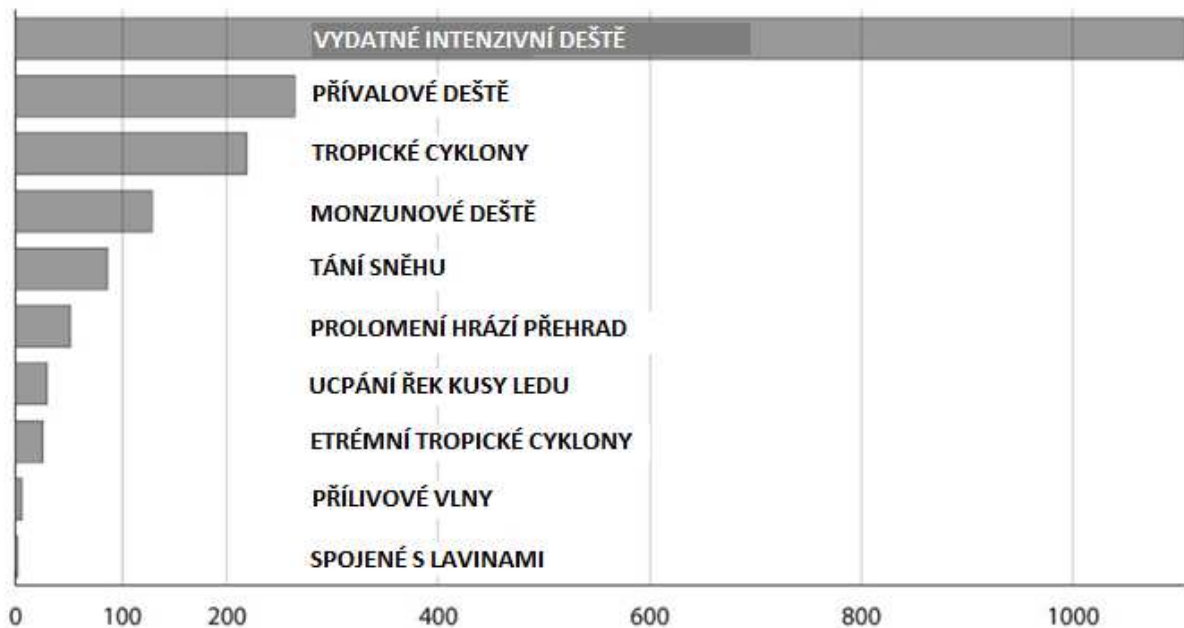 VYDATNÉ INTENZIVNÍ DEŠTĚ
PŘÍVALOVÉ DEŠTĚ
TROPICKÉ CYKLONY
MONZUNOVÉ DEŠTĚ
TÁNÍ SNĚHU
PROLOMENÍ HRÁZÍ PŘEHRAD
UCPÁNÍ ŘEK KUSY LEDU
ETRÉMNÍ TROPICKÉ CYKLONY
PŘÍLIVOVÉ VLNY
SPOJENÉ S LAVINAMI
0 100 200 400 600 800 1000